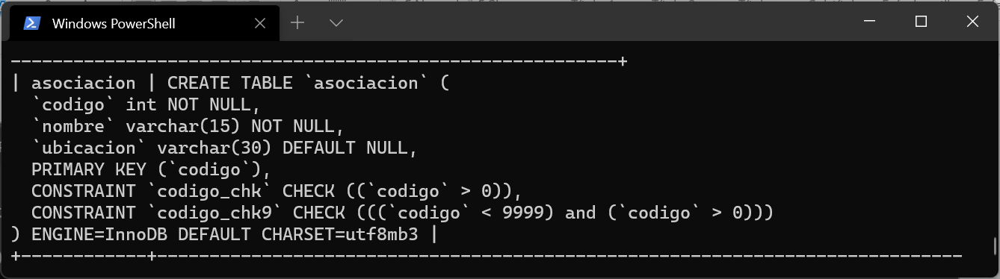 Windows PowerShell
-----------------------------------------------------------+
| asociacion | CREATE TABLE `asociacion` (
  `codigo` int NOT NULL,
  `nombre` varchar(15) NOT NULL,
  `ubicacion` varchar(30) DEFAULT NULL,
  PRIMARY KEY (`codigo`),
  CONSTRAINT `codigo_chk` CHECK ((`codigo` > 0)),
  CONSTRAINT `codigo_chk9` CHECK (((`codigo` < 9999) and (`codigo` > 0)))
) ENGINE=InnoDB DEFAULT CHARSET=utf8mb3 |
+------------+------------------------------------------------------------------------------